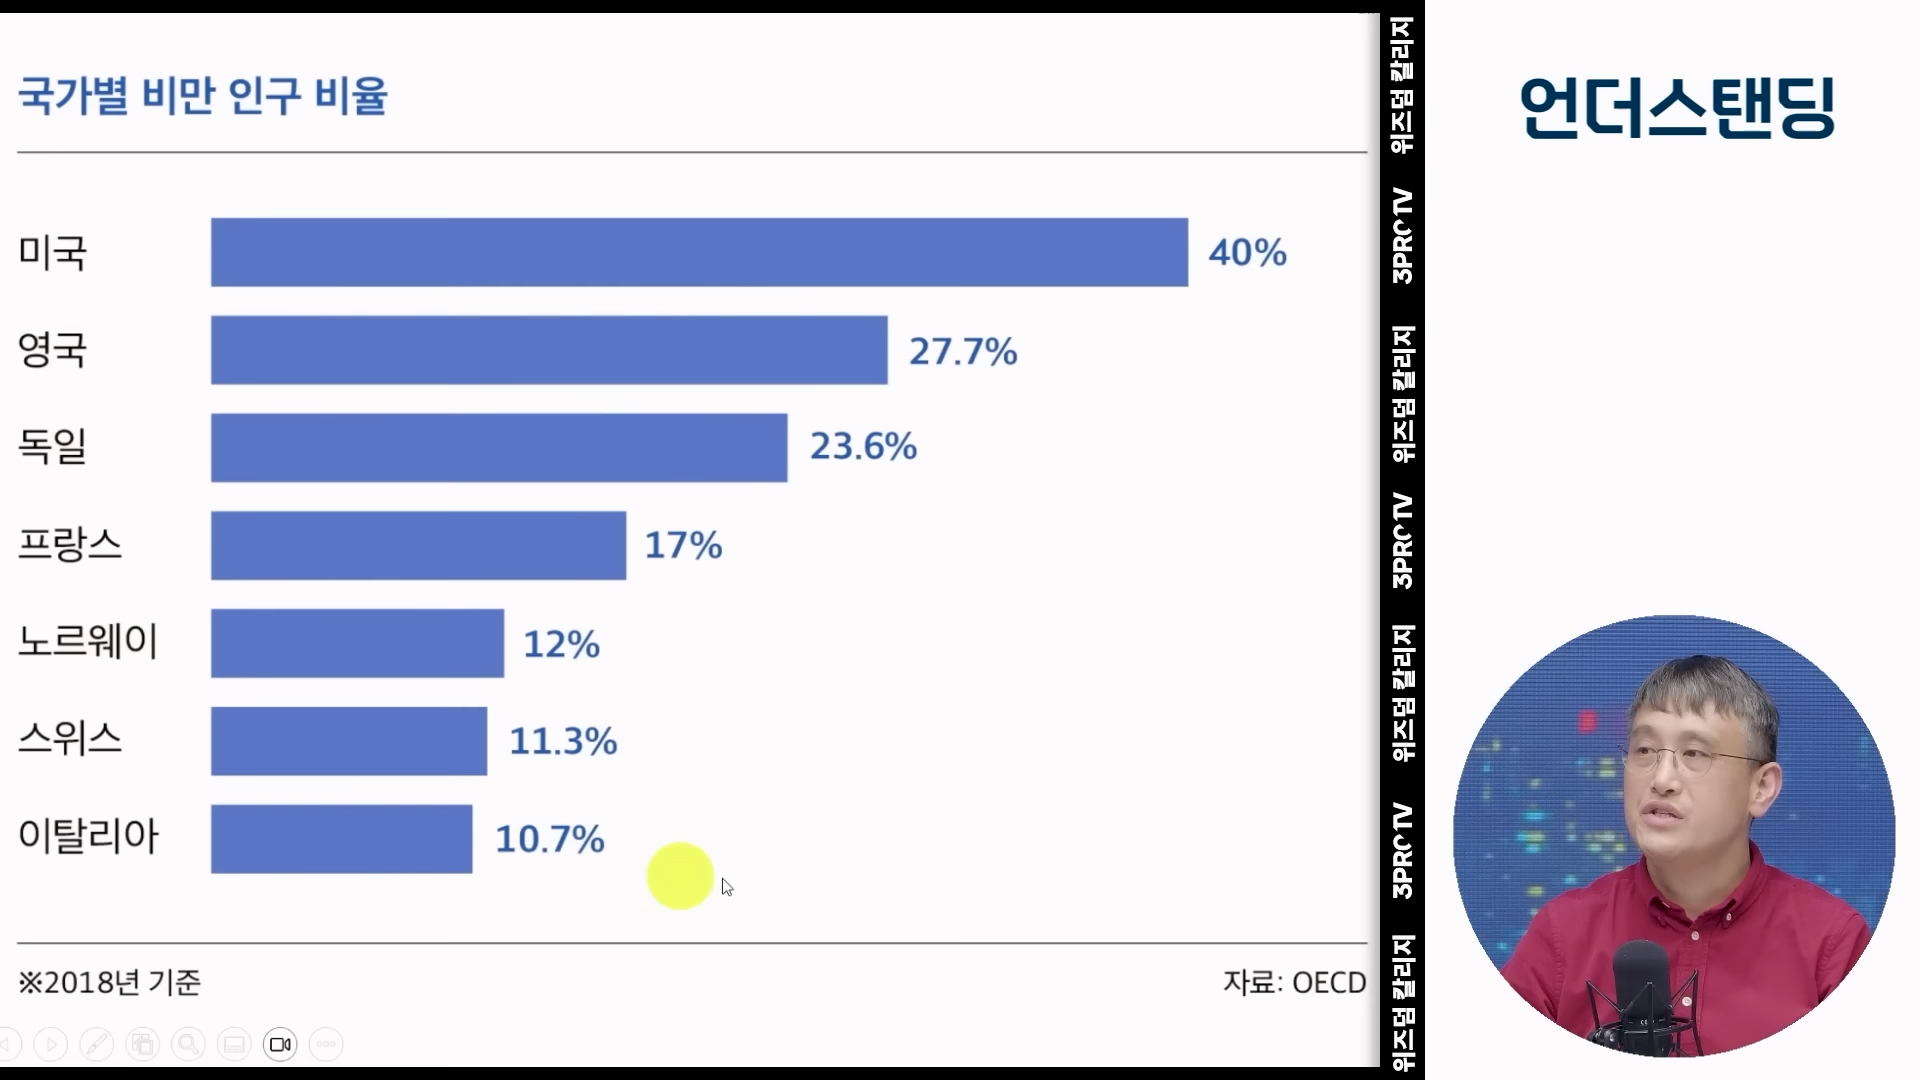 국가별 비만 인구 비율
미국 40%
영국 27.7%
독일 23.6%
프랑스 17%
노르웨이 12%
스위스 11.3%
이탈리아 10.7%
※2018년 기준
자료: OECD
위즈덤 칼리지
3PROTV
위즈덤 칼리지
3PROTV
위즈덤 칼리지
3PROTV
위즈덤 칼리지
언더스탠딩